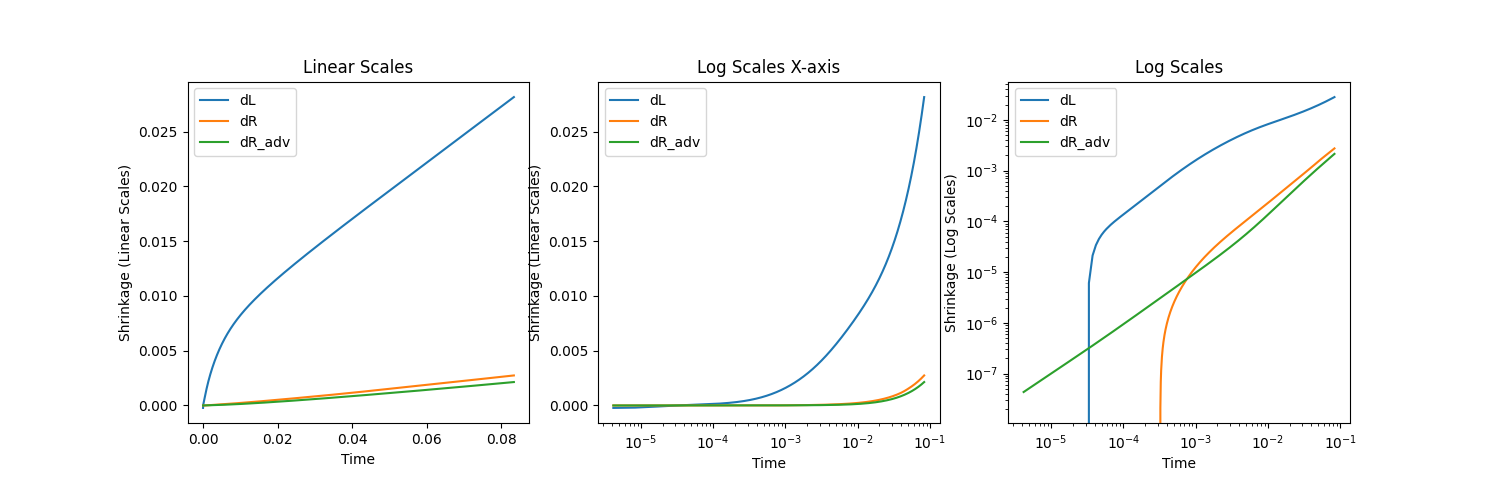 Linear Scales
dL
dR
dR_adv
Shrinkage (Linear Scales)
0.025
0.020
0.015
0.010
0.005
0.000
0.00 0.02 0.04 0.06 0.08
Time
Log Scales X-axis
dL
dR
dR_adv
Shrinkage (Linear Scales)
0.025
0.020
0.015
0.010
0.005
0.000
10⁻⁵ 10⁻⁴ 10⁻³ 10⁻² 10⁻¹
Time
Log Scales
dL
dR
dR_adv
Shrinkage (Log Scales)
10⁻²
10⁻³
10⁻⁴
10⁻⁵
10⁻⁶
10⁻⁷
10⁻⁵ 10⁻⁴ 10⁻³ 10⁻² 10⁻¹
Time